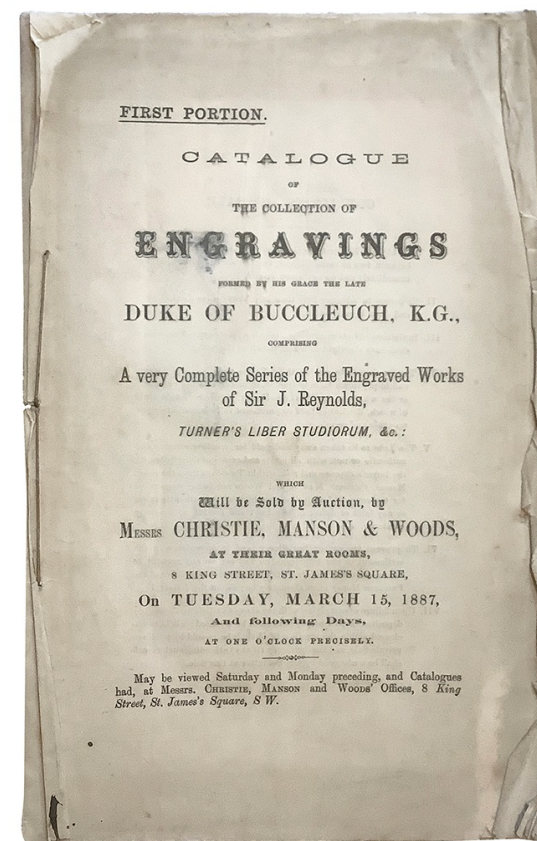 FIRST PORTION.
CATALOGUE
OF
THE COLLECTION OF
ENGRAVINGS
FORMED BY HIS GRACE THE LATE
DUKE OF BUCCLEUCH, K.G.,
COMPRISING
A very Complete Series of the Engraved Works
of Sir J. Reynolds,
TURNER'S LIBER STUDIORUM, &c.:
WHICH
Will be Sold by Auction, by
MESSRS CHRISTIE, MANSON & WOODS,
AT THEIR GREAT ROOMS,
8 KING STREET, ST. JAMES'S SQUARE,
On TUESDAY, MARCH 15, 1887,
And following Days,
AT ONE O'CLOCK PRECISELY.
May be viewed Saturday and Monday preceding, and Catalogues
had, at Messrs. CHRISTIE, MANSON and WOODS' Offices, 8 King
Street, St. James's Square, S W.